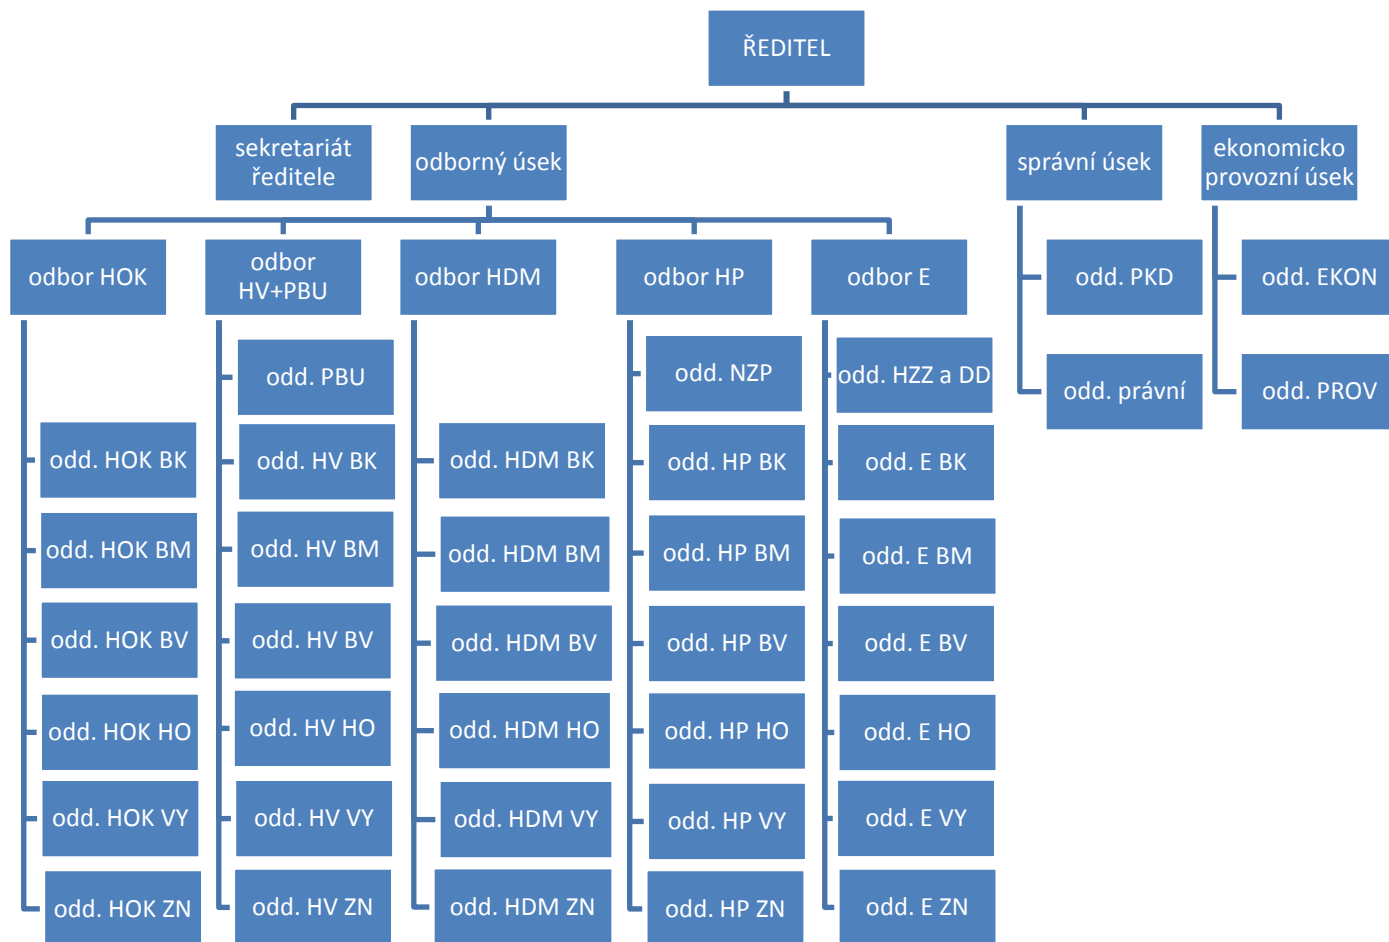 ŘEDITEL
sekretariát
ředitele
odborný úsek
správní úsek
ekonomicko
provozní úsek
odbor HOK
odbor
HV+PBU
odbor HDM
odbor HP
odbor E
odd. PKD
odd. EKON
odd. PBU
odd. NZP
odd. HZZ a DD
odd. právní
odd. PROV
odd. HOK BK
odd. HV BK
odd. HDM BK
odd. HP BK
odd. E BK
odd. HOK BM
odd. HV BM
odd. HDM BM
odd. HP BM
odd. E BM
odd. HOK BV
odd. HV BV
odd. HDM BV
odd. HP BV
odd. E BV
odd. HOK HO
odd. HV HO
odd. HDM HO
odd. HP HO
odd. E HO
odd. HOK VY
odd. HV VY
odd. HDM VY
odd. HP VY
odd. E VY
odd. HOK ZN
odd. HV ZN
odd. HDM ZN
odd. HP ZN
odd. E ZN